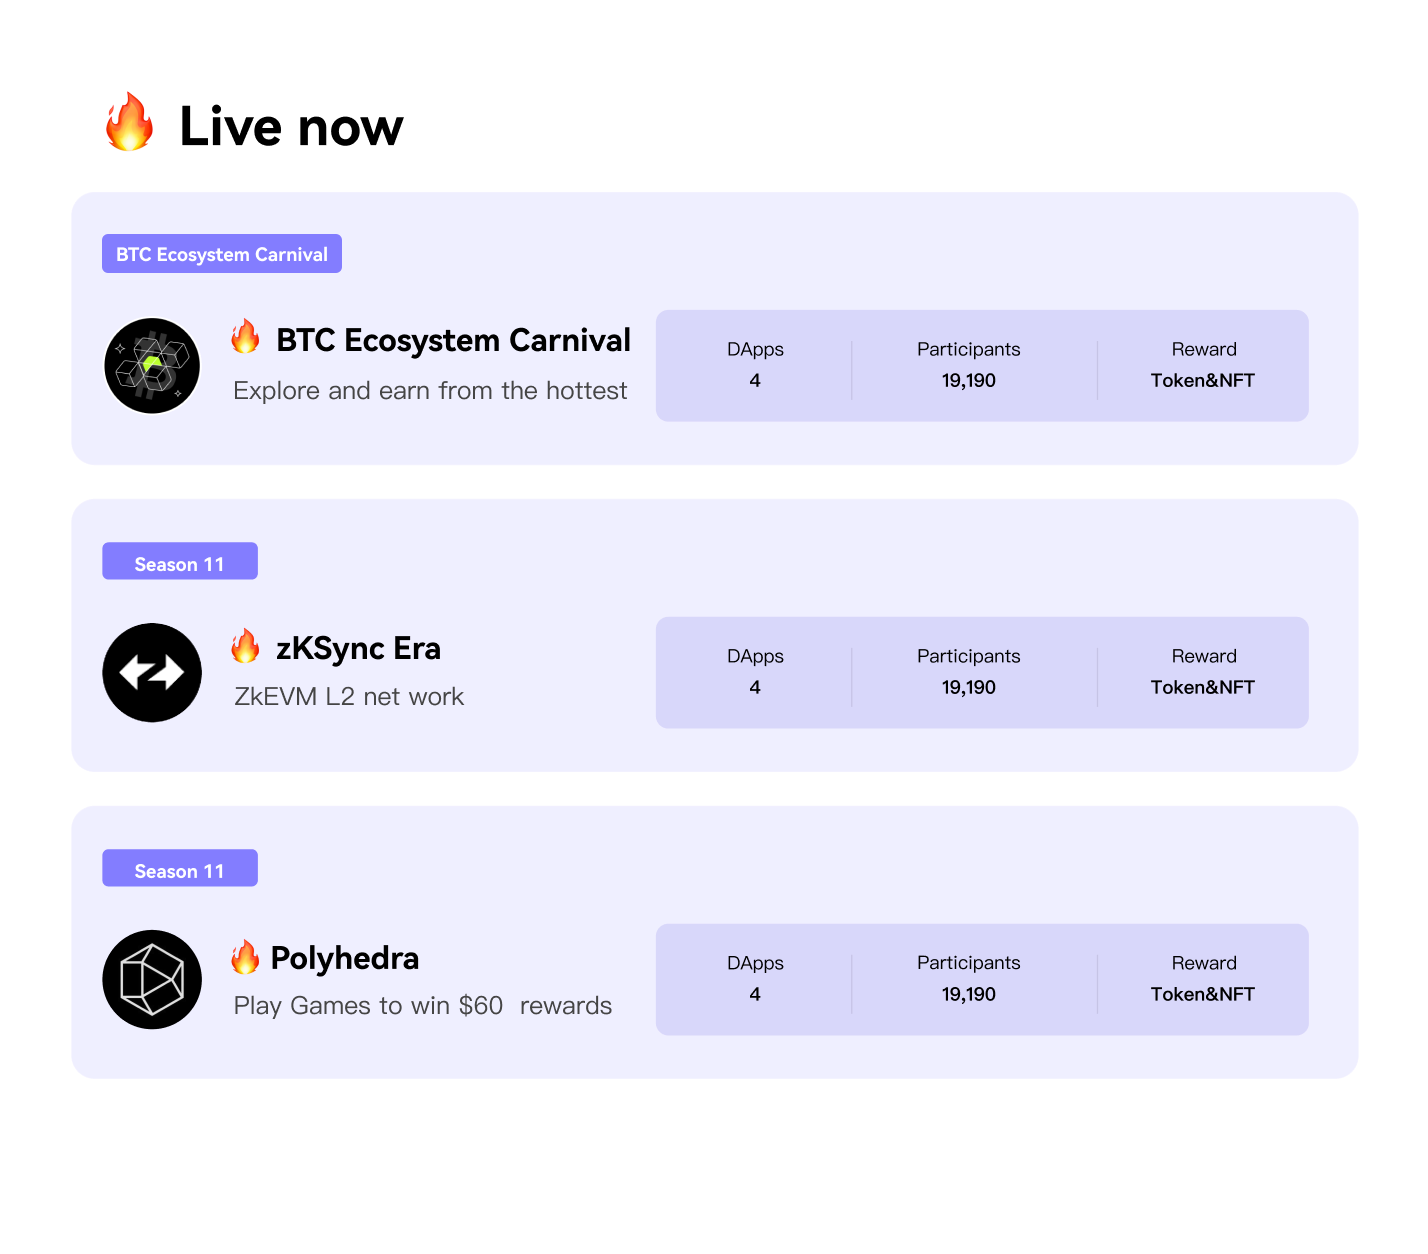 🔥 Live now
BTC Ecosystem Carnival
🔥 BTC Ecosystem Carnival
Explore and earn from the hottest
DApps Participants Reward
4 19,190 Token&NFT
Season 11
🔥 zKSync Era
ZkEVM L2 net work
DApps Participants Reward
4 19,190 Token&NFT
Season 11
🔥 Polyhedra
Play Games to win $60  rewards
DApps Participants Reward
4 19,190 Token&NFT